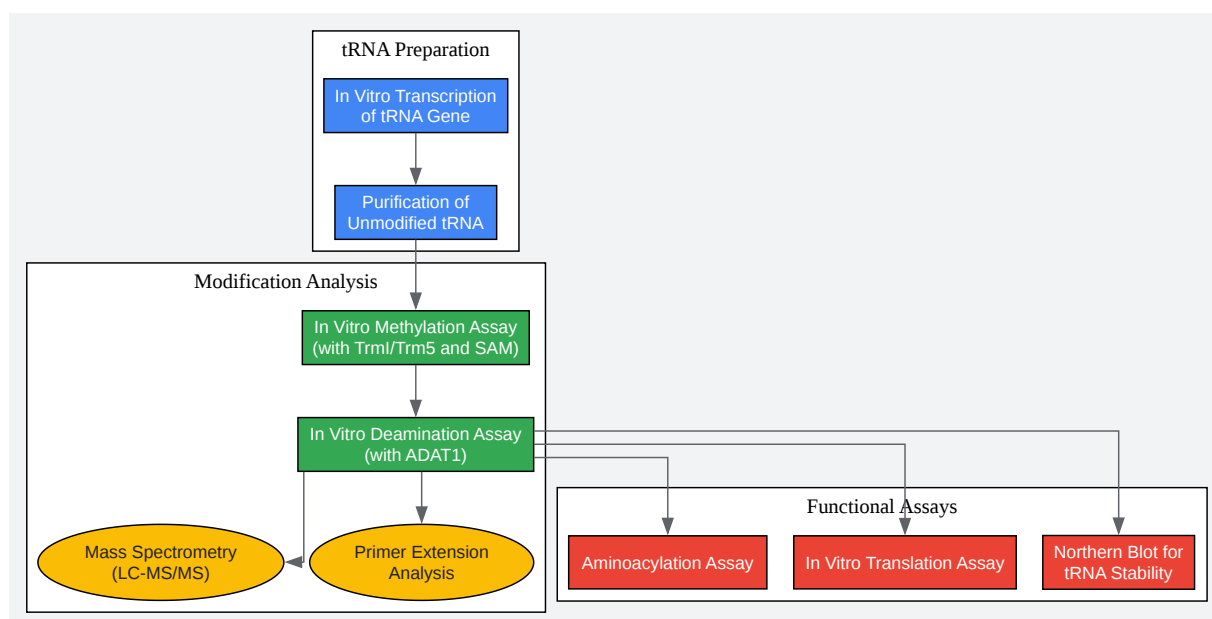 tRNA Preparation
In Vitro Transcription
of tRNA Gene
Purification of
Unmodified tRNA
Modification Analysis
In Vitro Methylation Assay
(with TrmI/Trm5 and SAM)
In Vitro Deamination Assay
(with ADAT1)
Mass Spectrometry
(LC-MS/MS)
Primer Extension
Analysis
Functional Assays
Aminoacylation Assay
In Vitro Translation Assay
Northern Blot for
tRNA Stability